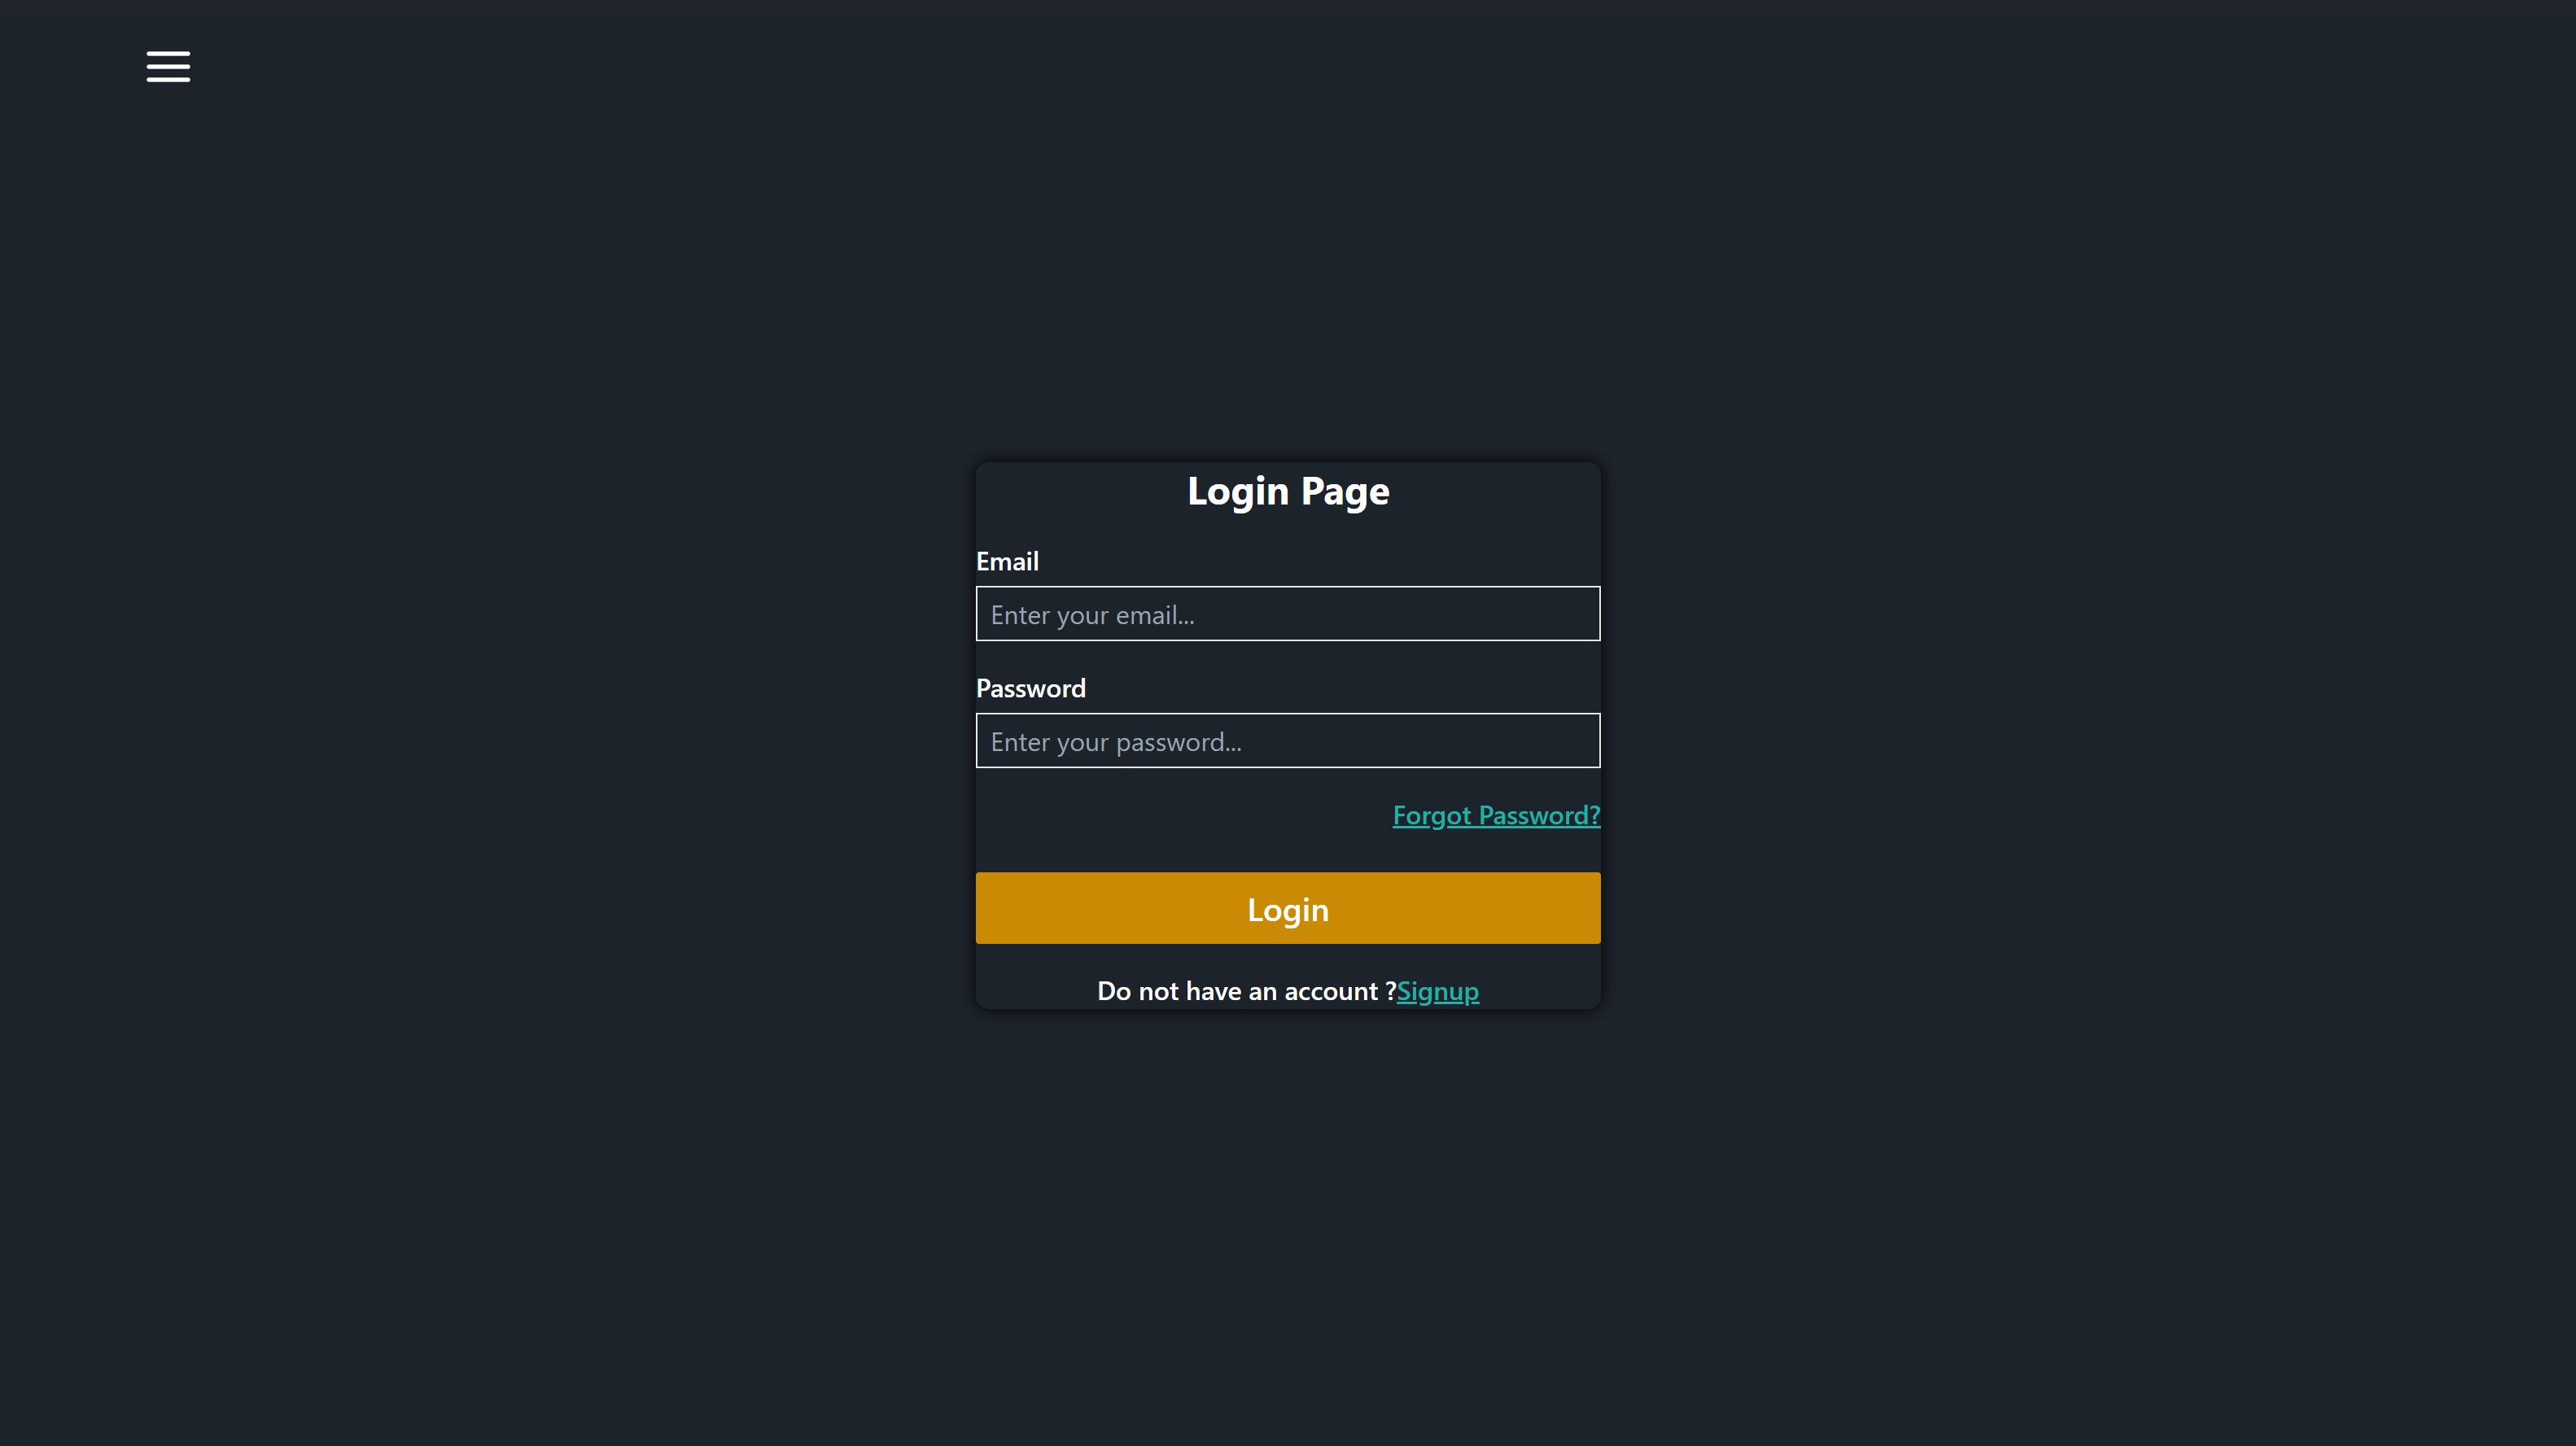 Login Page
Email
Enter your email...
Password
Enter your password...
Forgot Password?
Login
Do not have an account ?Signup